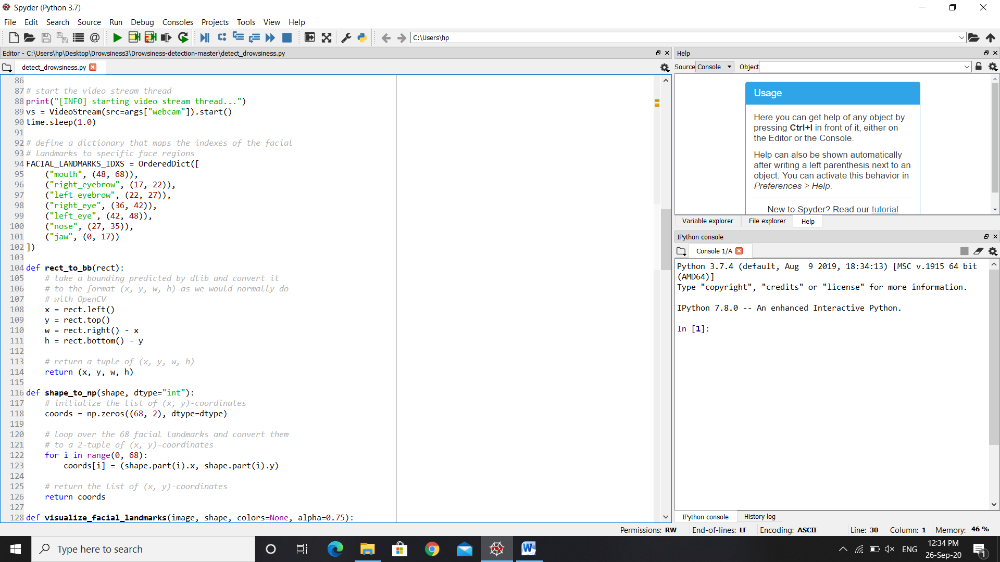 Spyder (Python 3.7)
File Edit Search Source Run Debug Consoles Projects Tools View Help
C:\Users\hp
Editor - C:\Users\hp\Desktop\Drowsiness3\Drowsiness-detection-master\detect_drowsiness.py
detect_drowsiness.py
86
87 # start the video stream thread
88 print("[INFO] starting video stream thread...")
89 vs = VideoStream(src=args["webcam"]).start()
90 time.sleep(1.0)
91
92 # define a dictionary that maps the indexes of the facial
93 # landmarks to specific face regions
94 FACIAL_LANDMARKS_IDXS = OrderedDict([
95     ("mouth", (48, 68)),
96     ("right_eyebrow", (17, 22)),
97     ("left_eyebrow", (22, 27)),
98     ("right_eye", (36, 42)),
99     ("left_eye", (42, 48)),
100     ("nose", (27, 35)),
101     ("jaw", (0, 17))
102 ])
103
104 def rect_to_bb(rect):
105     # take a bounding predicted by dlib and convert it
106     # to the format (x, y, w, h) as we would normally do
107     # with OpenCV
108     x = rect.left()
109     y = rect.top()
110     w = rect.right() - x
111     h = rect.bottom() - y
112
113     # return a tuple of (x, y, w, h)
114     return (x, y, w, h)
115
116 def shape_to_np(shape, dtype="int"):
117     # initialize the list of (x, y)-coordinates
118     coords = np.zeros((68, 2), dtype=dtype)
119
120     # loop over the 68 facial landmarks and convert them
121     # to a 2-tuple of (x, y)-coordinates
122     for i in range(0, 68):
123         coords[i] = (shape.part(i).x, shape.part(i).y)
124
125     # return the list of (x, y)-coordinates
126     return coords
127
128 def visualize_facial_landmarks(image, shape, colors=None, alpha=0.75):
Help
Source Console Object
Usage
Here you can get help of any object by
pressing Ctrl+I in front of it, either on
the Editor or the Console.
Help can also be shown automatically
after writing a left parenthesis next to an
object. You can activate this behavior in
Preferences > Help.
New to Spyder? Read our tutorial
Variable explorer File explorer Help
IPython console
Console 1/A
Python 3.7.4 (default, Aug  9 2019, 18:34:13) [MSC v.1915 64 bit
(AMD64)]
Type "copyright", "credits" or "license" for more information.
IPython 7.8.0 -- An enhanced Interactive Python.
In [1]:
IPython console History log
Permissions: RW End-of-lines: LF Encoding: ASCII Line: 30 Column: 1 Memory: 46 %
Type here to search
ENG
12:34 PM
26-Sep-20
1